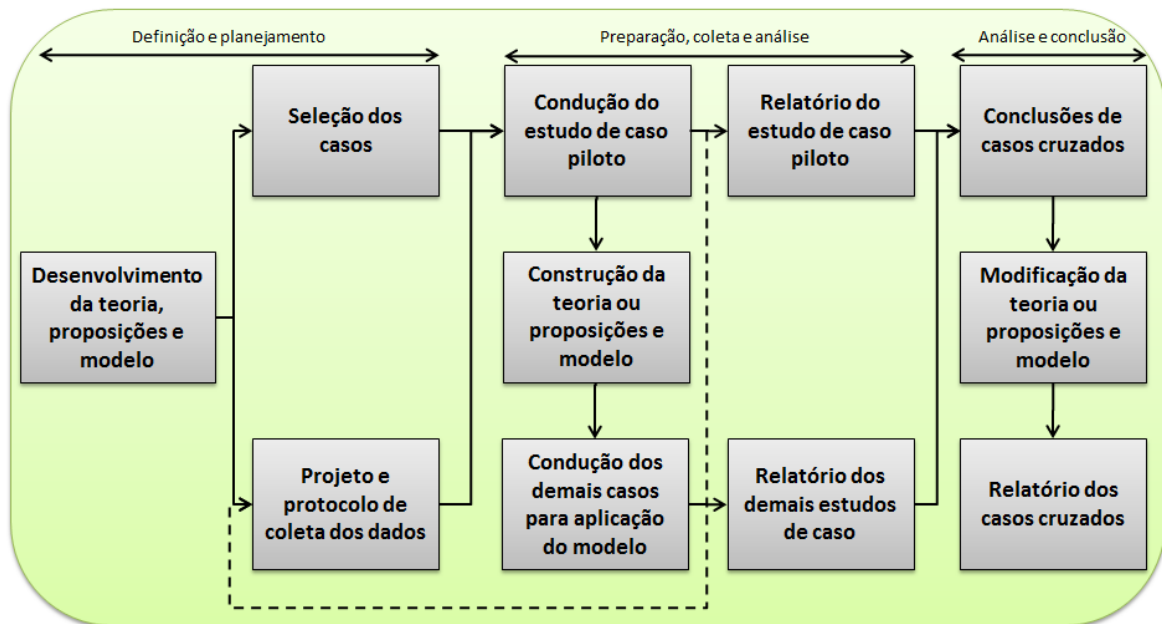 Definição e planejamento
Preparação, coleta e análise
Análise e conclusão
Seleção dos
casos
Condução do
estudo de caso
piloto
Relatório do
estudo de caso
piloto
Conclusões de
casos cruzados
Desenvolvimento
da teoria,
proposições e
modelo
Construção da
teoria ou
proposições e
modelo
Modificação da
teoria ou
proposições e
modelo
Projeto e
protocolo de
coleta dos dados
Condução dos
demais casos
para aplicação
do modelo
Relatório dos
demais estudos
de caso
Relatório dos
casos cruzados